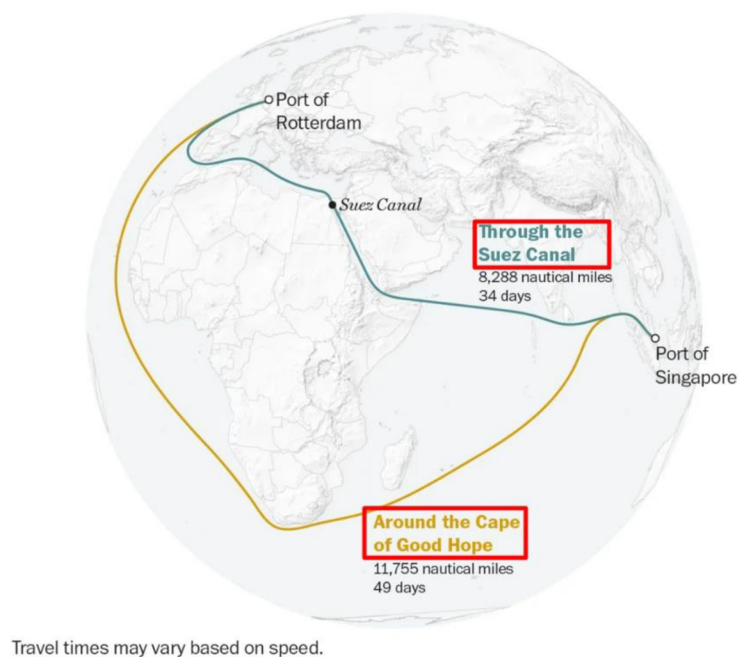 Port of
Rotterdam
Suez Canal
Through the
Suez Canal
8,288 nautical miles
34 days
Port of
Singapore
Around the Cape
of Good Hope
11,755 nautical miles
49 days
Travel times may vary based on speed.